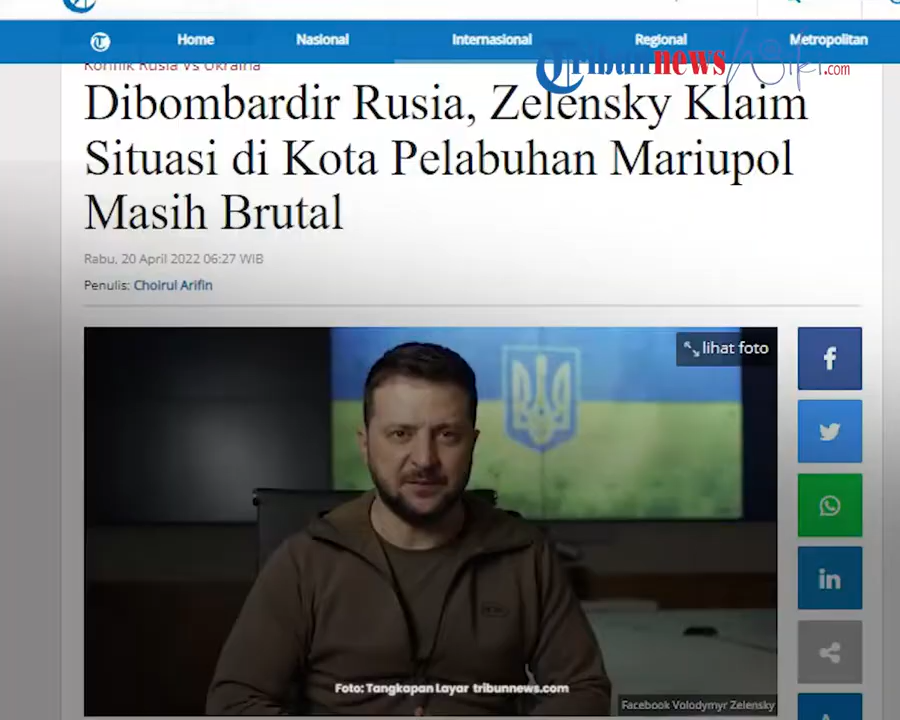 Home Nasional Internasional Regional Metropolitan
Tribunnews Wiki.com
Konflik Rusia Vs Ukraina
Dibombardir Rusia, Zelensky Klaim
Situasi di Kota Pelabuhan Mariupol
Masih Brutal
Rabu, 20 April 2022 06:27 WIB
Penulis: Choirul Arifin
lihat foto
Foto: Tangkapan Layar tribunnews.com
Facebook Volodymyr Zelensky